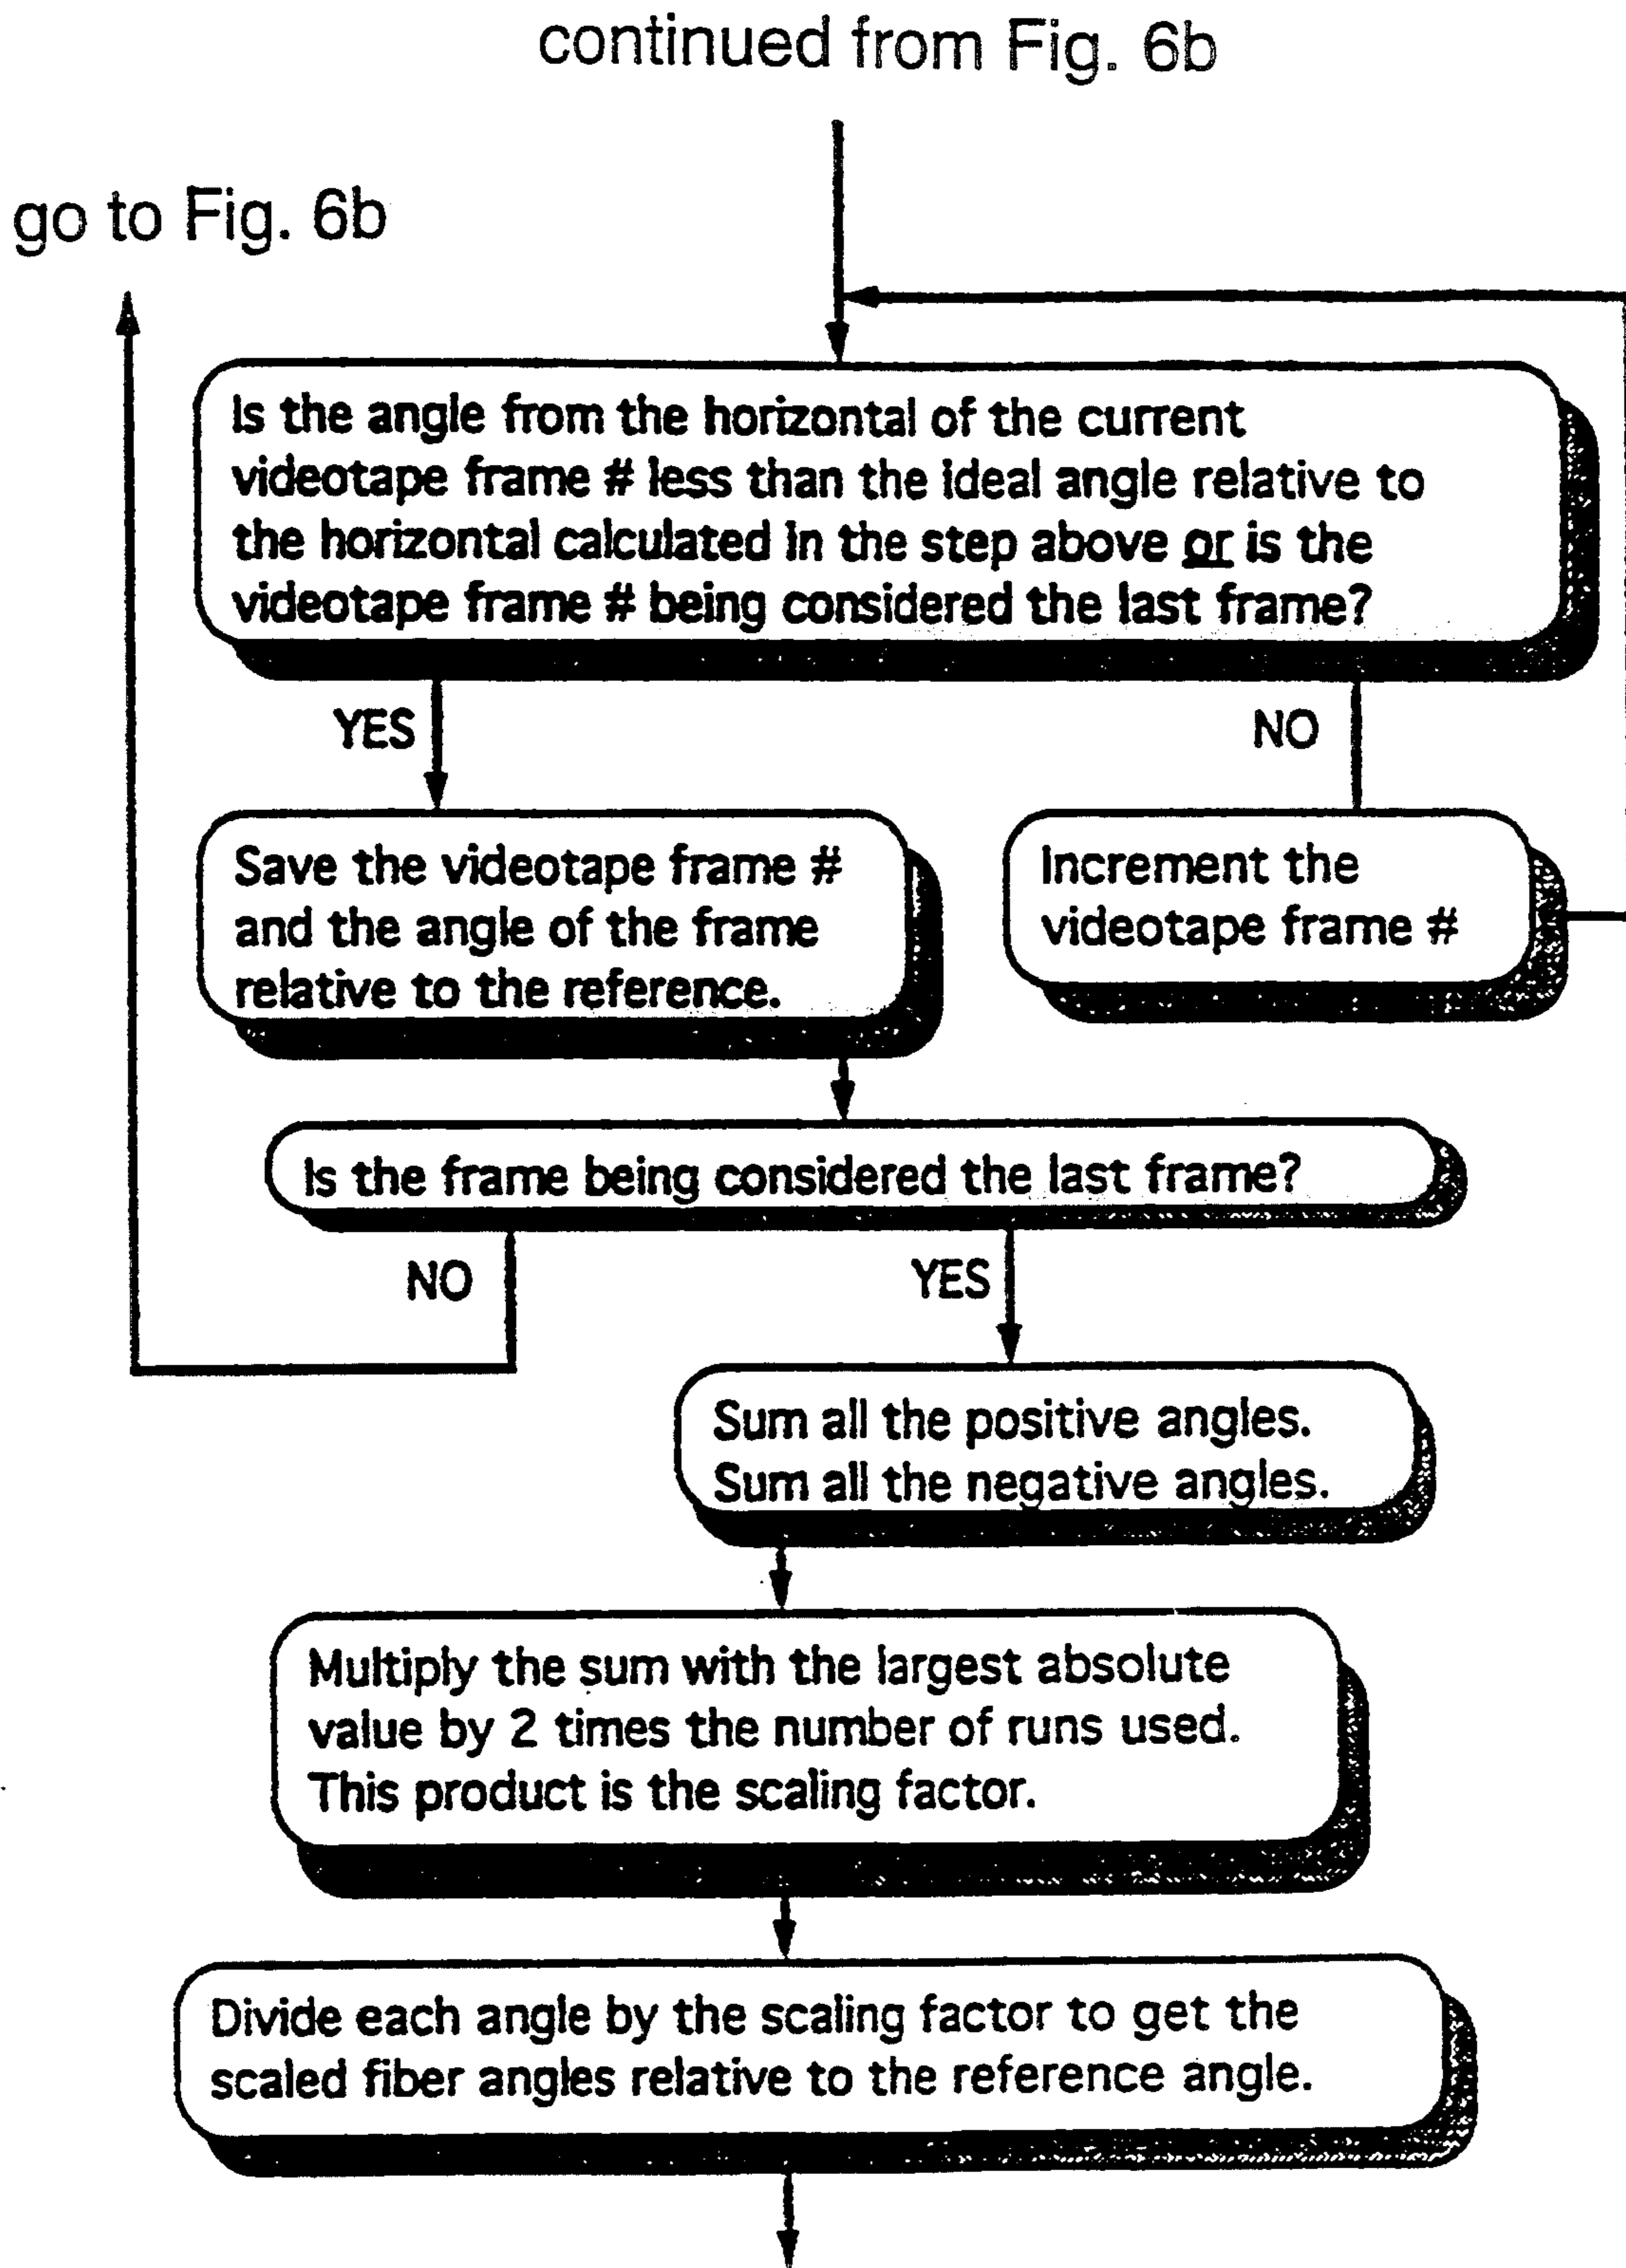 continued from Fig. 6b
go to Fig. 6b
Is the angle from the horizontal of the current
videotape frame # less than the ideal angle relative to
the horizontal calculated in the step above or is the
videotape frame # being considered the last frame?
YES
NO
Save the videotape frame #
and the angle of the frame
relative to the reference.
Increment the
videotape frame #
Is the frame being considered the last frame?
NO
YES
Sum all the positive angles.
Sum all the negative angles.
Multiply the sum with the largest absolute
value by 2 times the number of runs used.
This product is the scaling factor.
Divide each angle by the scaling factor to get the
scaled fiber angles relative to the reference angle.